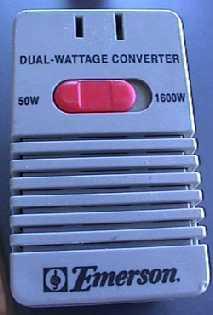 DUAL-WATTAGE CONVERTER
50W 1600W
Emerson.